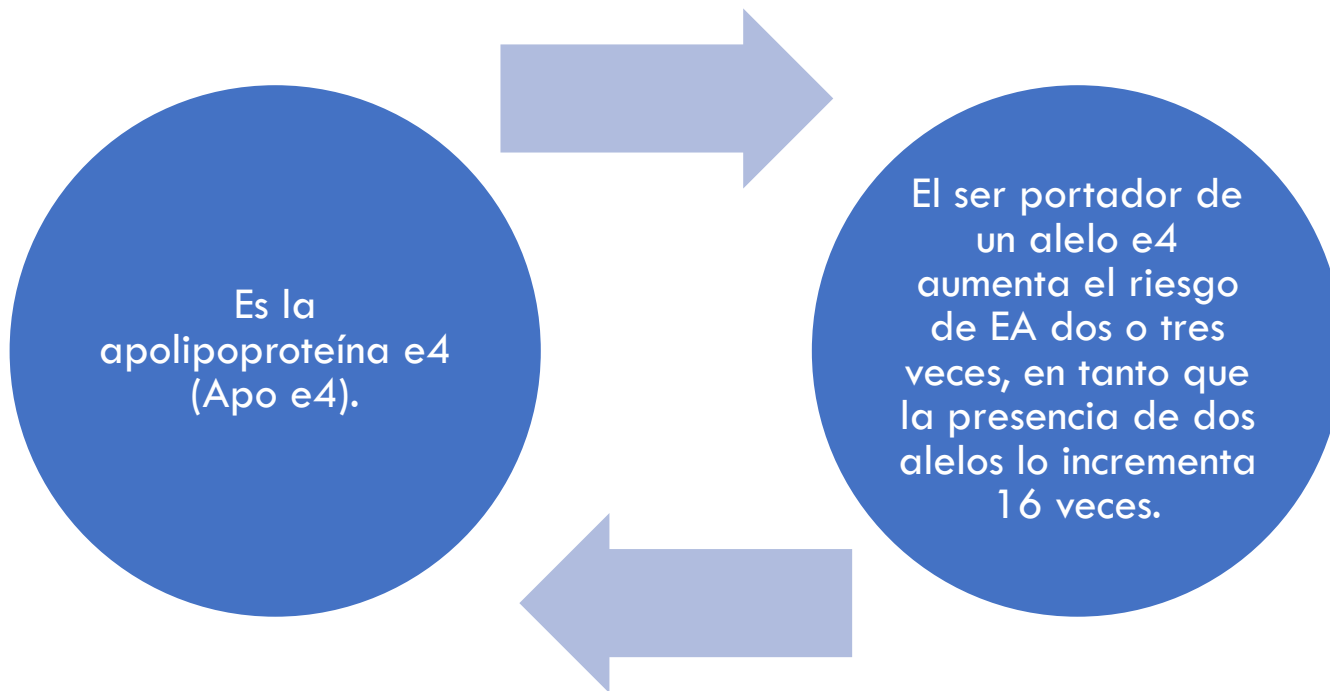 Es la
apolipoproteína e4
(Apo e4).
El ser portador de
un alelo e4
aumenta el riesgo
de EA dos o tres
veces, en tanto que
la presencia de dos
alelos lo incrementa
16 veces.